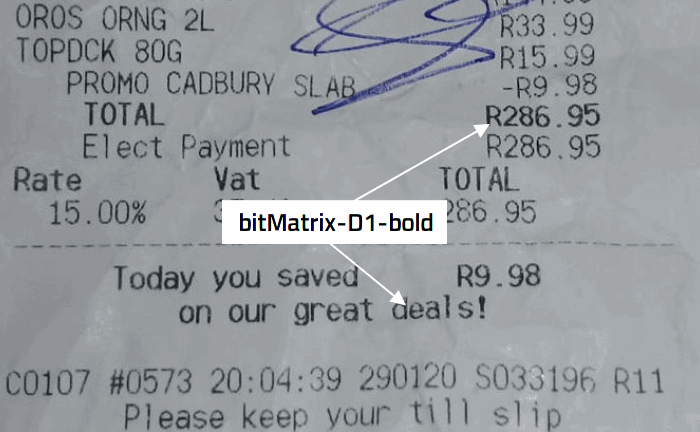 OROS ORNG 2L R33.99
TOPDCK 80G R15.99
PROMO CADBURY SLAB -R9.98
TOTAL R286.95
Elect Payment R286.95
Rate Vat TOTAL
15.00% 286.95
bitMatrix-D1-bold
Today you saved R9.98
on our great deals!
C0107 #0573 20:04:39 290120 S033196 R11
Please keep your till slip